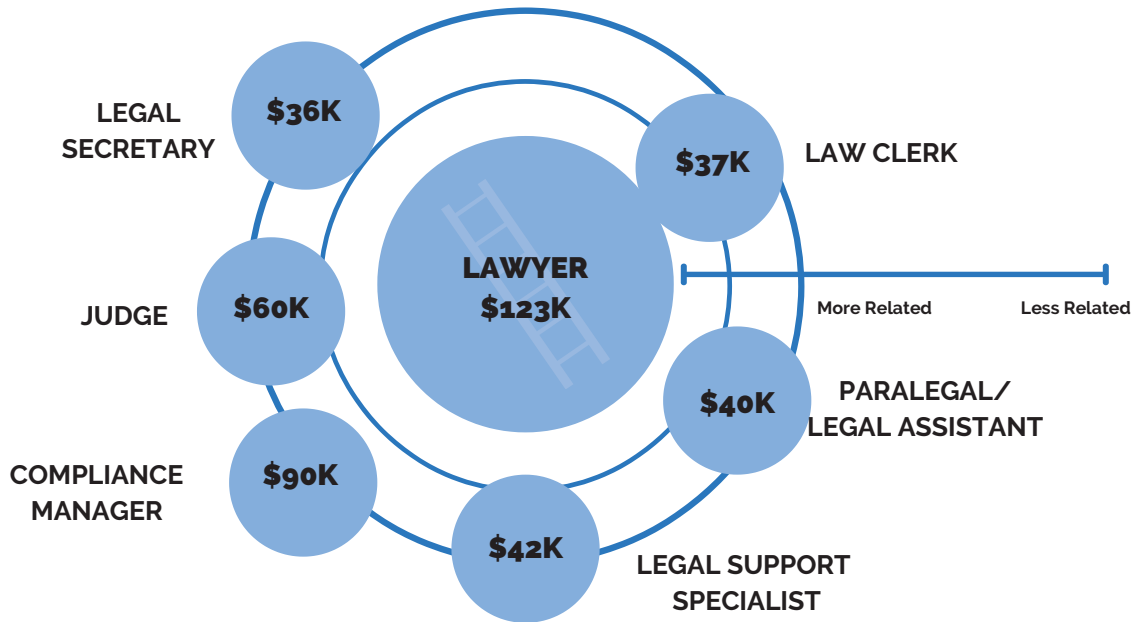 $36K
LEGAL
SECRETARY
$37K
LAW CLERK
LAWYER
$123K
$60K
JUDGE
More Related
Less Related
$40K
PARALEGAL/
LEGAL ASSISTANT
$90K
COMPLIANCE
MANAGER
$42K
LEGAL SUPPORT
SPECIALIST